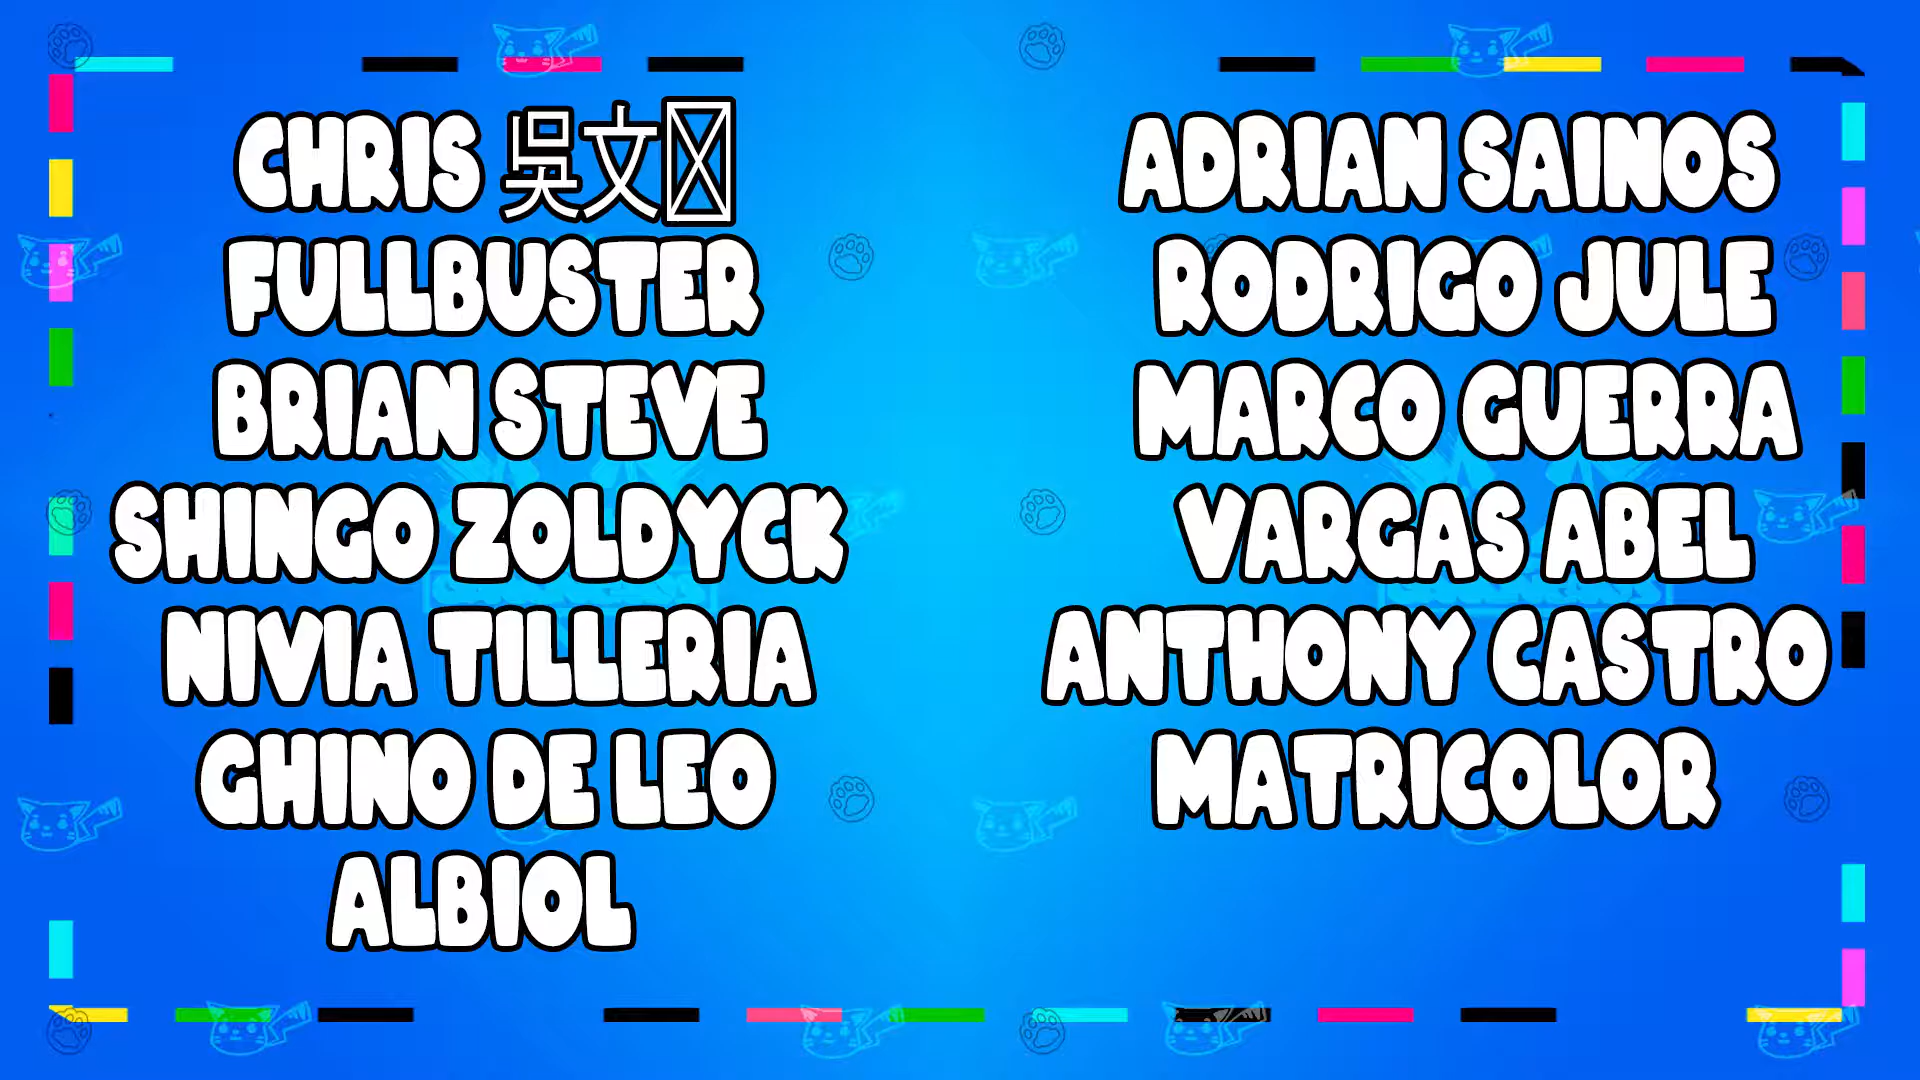 CHRIS 吳文
FULLBUSTER
BRIAN STEVE
SHINGO ZOLDYCK
NIVIA TILLERIA
GHINO DE LEO
ALBIOL
ADRIAN SAINOS
RODRIGO JULE
MARCO GUERRA
VARGAS ABEL
ANTHONY CASTRO
MATRICOLOR